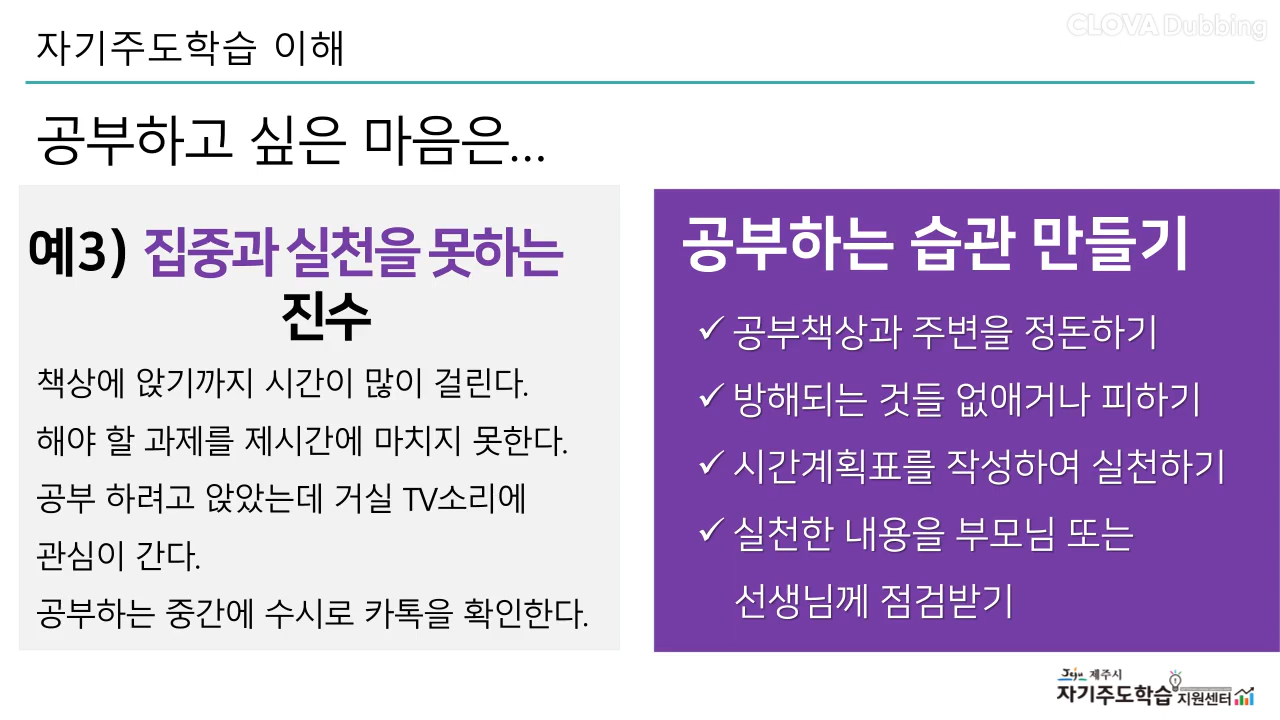 CLOVA Dubbing
자기주도학습 이해
공부하고 싶은 마음은...
예3) 집중과 실천을 못하는
진수
책상에 앉기까지 시간이 많이 걸린다.
해야 할 과제를 제시간에 마치지 못한다.
공부 하려고 앉았는데 거실 TV소리에
관심이 간다.
공부하는 중간에 수시로 카톡을 확인한다.
공부하는 습관 만들기
✓ 공부책상과 주변을 정돈하기
✓ 방해되는 것들 없애거나 피하기
✓ 시간계획표를 작성하여 실천하기
✓ 실천한 내용을 부모님 또는
선생님께 점검받기
Jeju 제주시
자기주도학습 지원센터